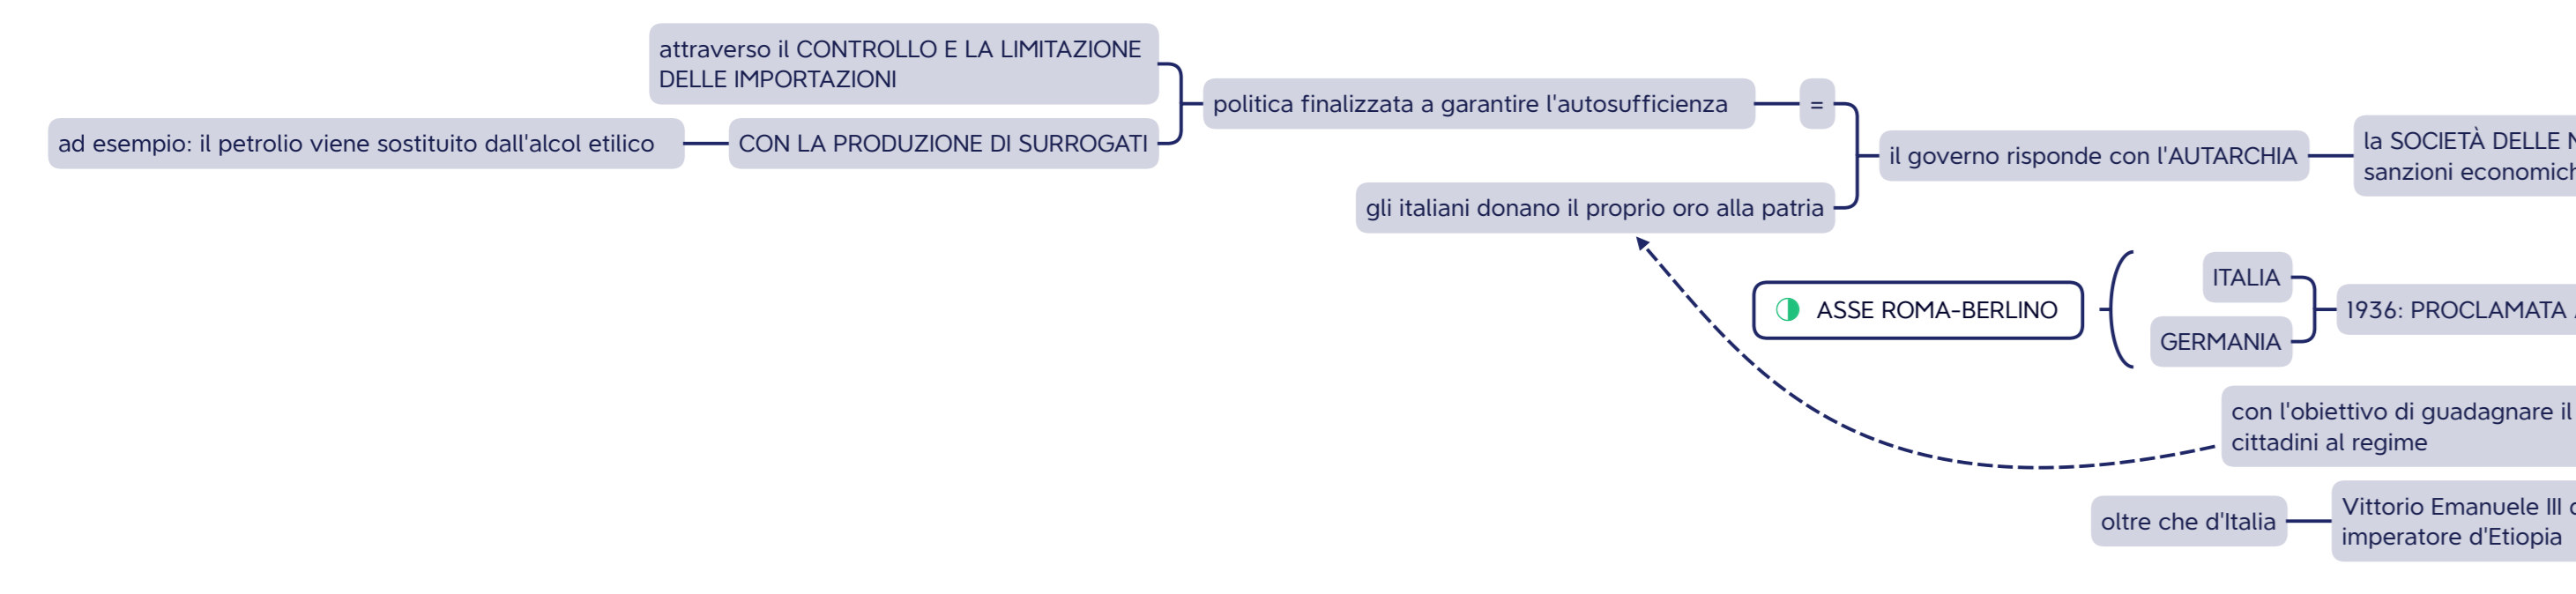 attraverso il CONTROLLO E LA LIMITAZIONE
DELLE IMPORTAZIONI
politica finalizzata a garantire l'autosufficienza
=
ad esempio: il petrolio viene sostituito dall'alcol etilico
CON LA PRODUZIONE DI SURROGATI
il governo risponde con l'AUTARCHIA
la SOCIETÀ DELLE
sanzioni
gli italiani donano il proprio oro alla patria
ITALIA
ASSE ROMA-BERLINO
1936: PROCLAMATA
GERMANIA
con l'obiettivo di guadagnare il
cittadini al regime
oltre che d'Italia
Vittorio Emanuele III
imperatore d'Etiopia